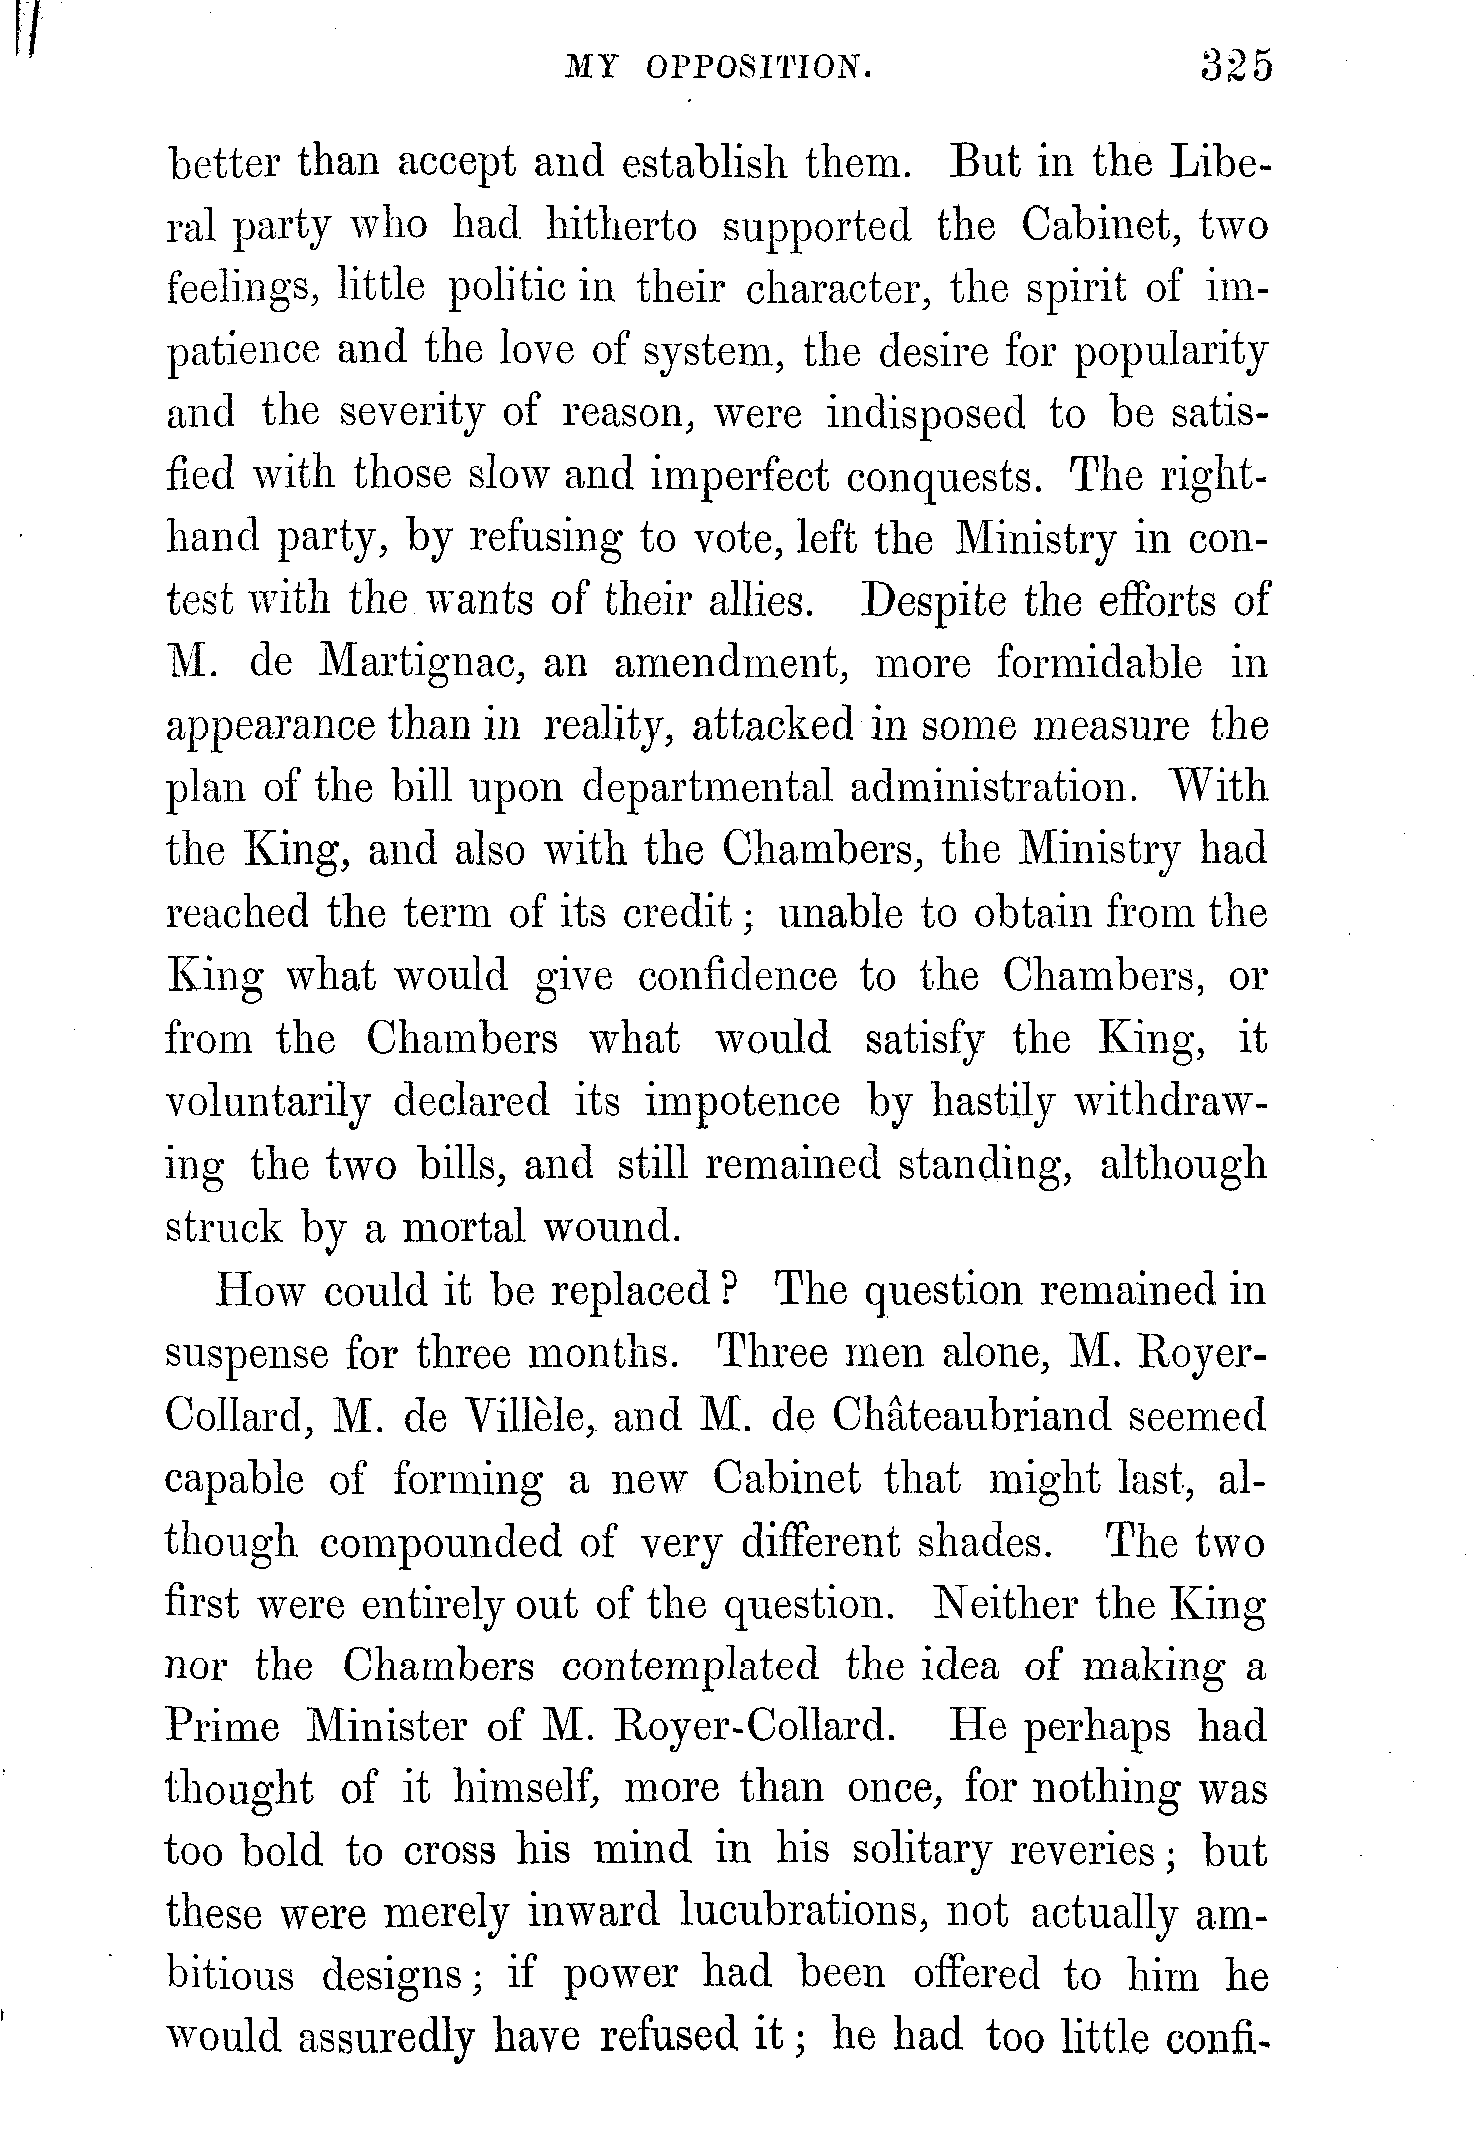 MY OPPOSITION. 325
better than accept and establish them. But in the Libe-
ral party who had hitherto supported the Cabinet, two
feelings, little politic in their character, the spirit of im-
patience and the love of system, the desire for popularity
and the severity of reason, were indisposed to be satis-
fied with those slow and imperfect conquests. The right-
hand party, by refusing to vote, left the Ministry in con-
test with the wants of their allies. Despite the efforts of
M. de Martignac, an amendment, more formidable in
appearance than in reality, attacked in some measure the
plan of the bill upon departmental administration. With
the King, and also with the Chambers, the Ministry had
reached the term of its credit; unable to obtain from the
King what would give confidence to the Chambers, or
from the Chambers what would satisfy the King, it
voluntarily declared its impotence by hastily withdraw-
ing the two bills, and still remained standing, although
struck by a mortal wound.
How could it be replaced? The question remained in
suspense for three months. Three men alone, M. Royer-
Collard, M. de Villèle, and M. de Châteaubriand seemed
capable of forming a new Cabinet that might last, al-
though compounded of very different shades. The two
first were entirely out of the question. Neither the King
nor the Chambers contemplated the idea of making a
Prime Minister of M. Royer-Collard. He perhaps had
thought of it himself, more than once, for nothing was
too bold to cross his mind in his solitary reveries; but
these were merely inward lucubrations, not actually am-
bitious designs; if power had been offered to him he
would assuredly have refused it; he had too little confi-